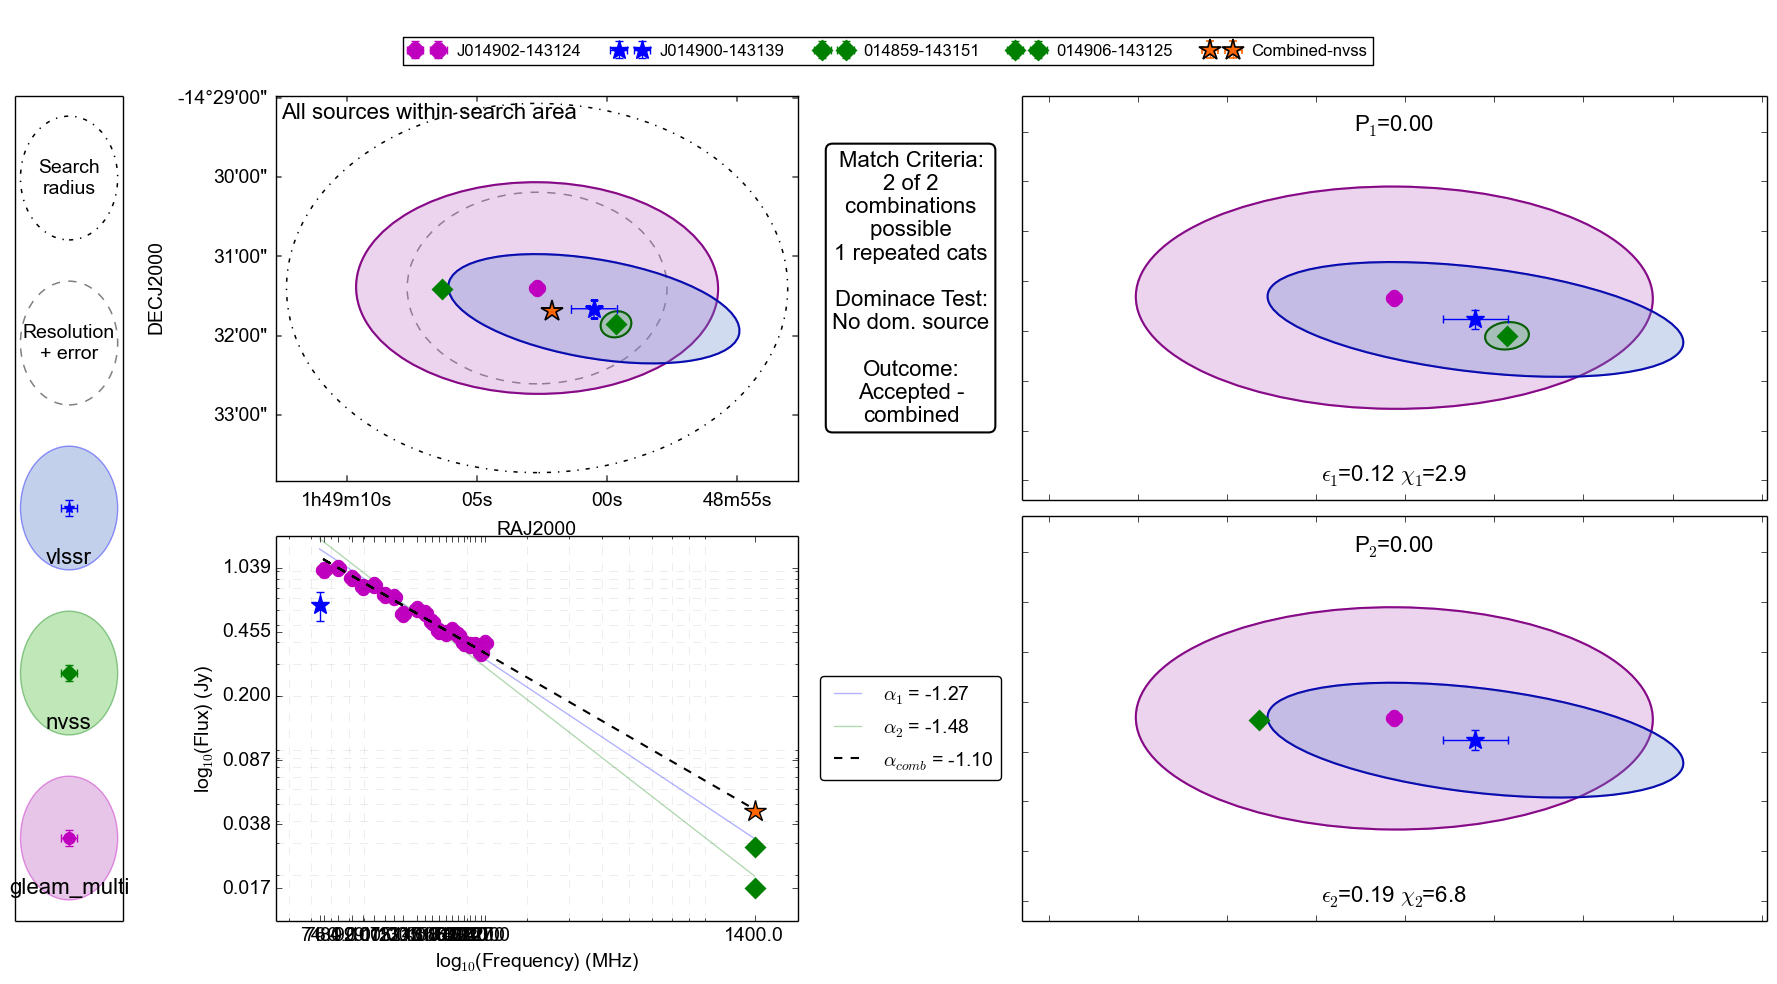 J014902-143124 J014900-143139 014859-143151 014906-143125 Combined-nvss
Search
radius
Resolution
+ error
vlssr
nvss
gleam_multi
All sources within search area
-14°29'00"
30'00"
31'00"
32'00"
33'00"
DECJ2000
1h49m10s 05s 00s 48m55s
RAJ2000
Match Criteria:
2 of 2
combinations
possible
1 repeated cats
Dominace Test:
No dom. source
Outcome:
Accepted -
combined
P1=0.00
ϵ1=0.12 χ1=2.9
P2=0.00
ϵ2=0.19 χ2=6.8
1.039
0.455
0.200
0.087
0.038
0.017
log10(Flux) (Jy)
1400.0
log10(Frequency) (MHz)
α1 = -1.27
α2 = -1.48
αcomb = -1.10